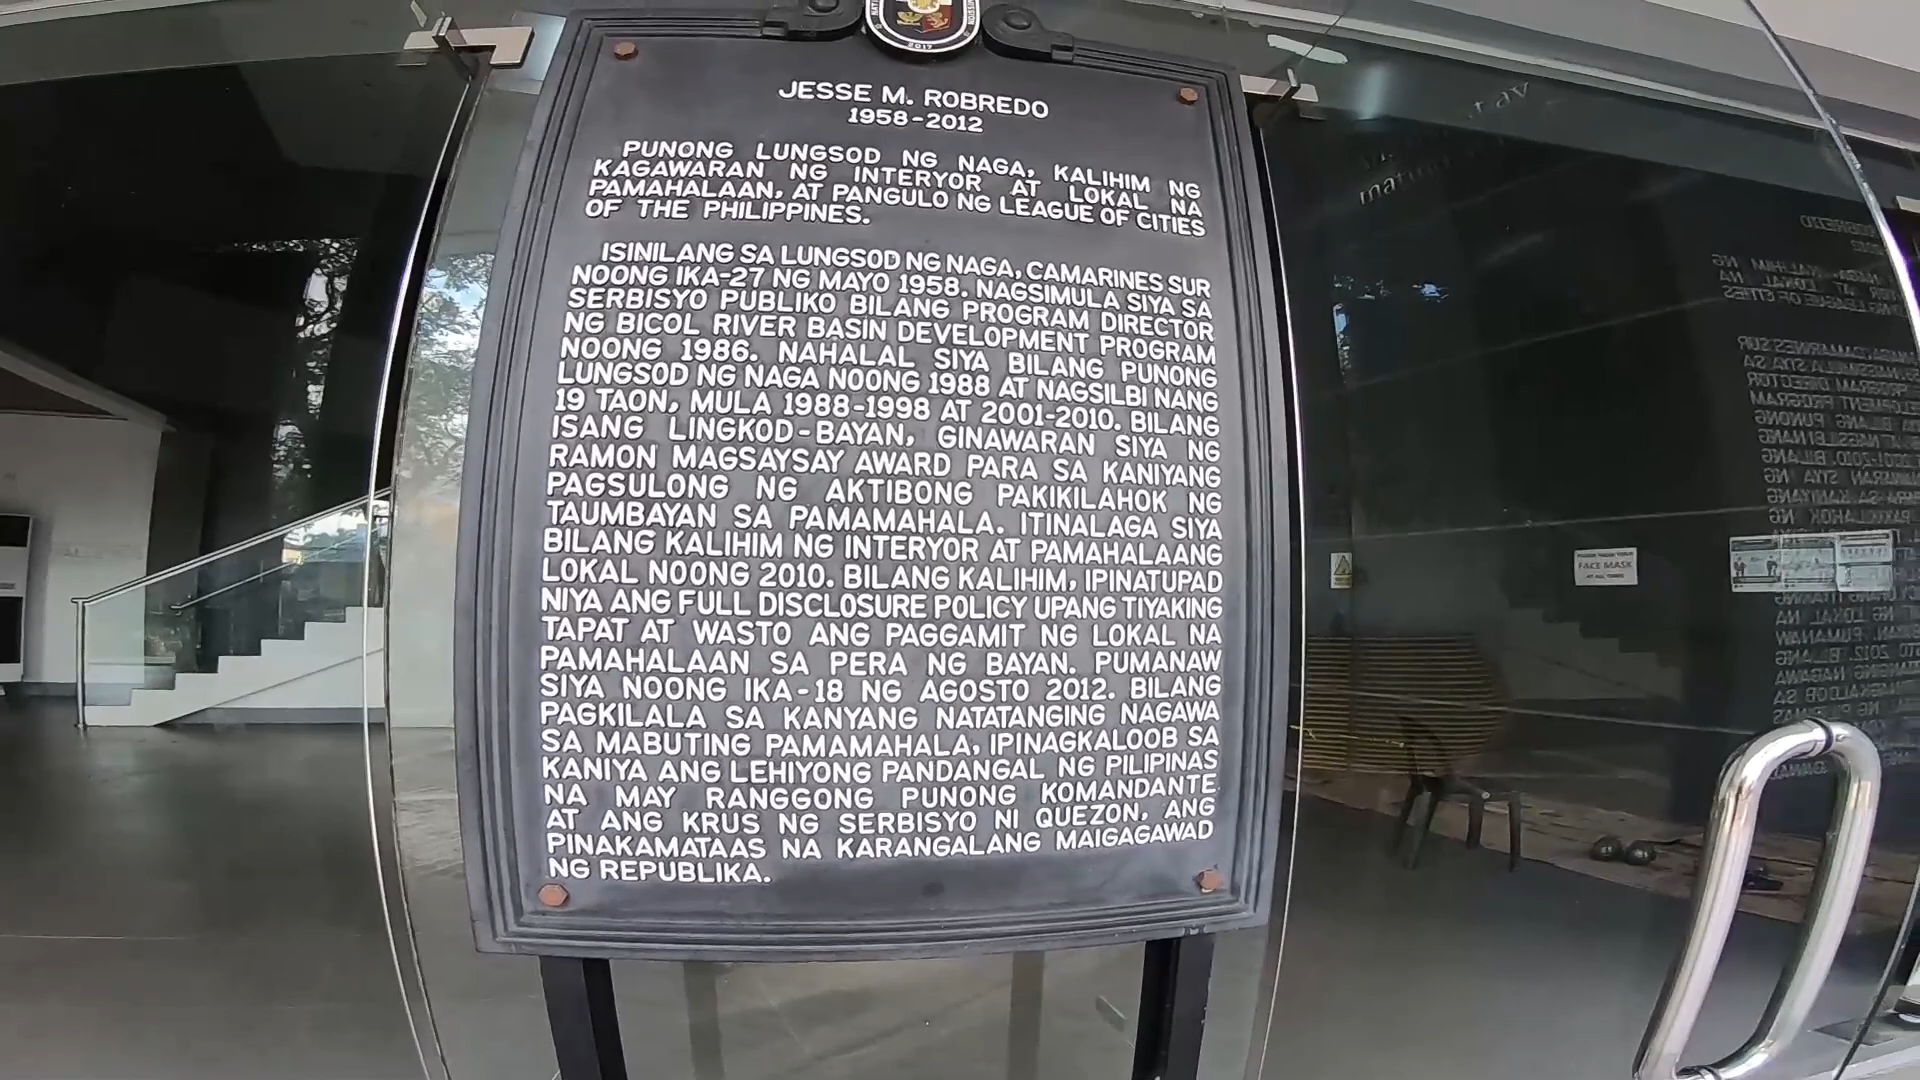 2017
JESSE M. ROBREDO
1958-2012
PUNONG LUNGSOD NG NAGA, KALIHIM NG
KAGAWARAN NG INTERYOR AT LOKAL NA
PAMAHALAAN, AT PANGULO NG LEAGUE OF CITIES
OF THE PHILIPPINES.
ISINILANG SA LUNGSOD NG NAGA, CAMARINES SUR
NOONG IKA-27 NG MAYO 1958. NAGSIMULA SIYA SA
SERBISYO PUBLIKO BILANG PROGRAM DIRECTOR
NG BICOL RIVER BASIN DEVELOPMENT PROGRAM
NOONG 1986. NAHALAL SIYA BILANG PUNONG
LUNGSOD NG NAGA NOONG 1988 AT NAGSILBI NANG
19 TAON, MULA 1988-1998 AT 2001-2010. BILANG
ISANG LINGKOD-BAYAN, GINAWARAN SIYA NG
RAMON MAGSAYSAY AWARD PARA SA KANIYANG
PAGSULONG NG AKTIBONG PAKIKILAHOK NG
TAUMBAYAN SA PAMAMAHALA. ITINALAGA SIYA
BILANG KALIHIM NG INTERYOR AT PAMAHALAANG
LOKAL NOONG 2010. BILANG KALIHIM, IPINATUPAD
NIYA ANG FULL DISCLOSURE POLICY UPANG TIYAKING
TAPAT AT WASTO ANG PAGGAMIT NG LOKAL NA
PAMAHALAAN SA PERA NG BAYAN. PUMANAW
SIYA NOONG IKA-18 NG AGOSTO 2012. BILANG
PAGKILALA SA KANYANG NATATANGING NAGAWA
SA MABUTING PAMAMAHALA, IPINAGKALOOB SA
KANIYA ANG LEHIYONG PANDANGAL NG PILIPINAS
NA MAY RANGGONG PUNONG KOMANDANTE
AT ANG KRUS NG SERBISYO NI QUEZON, ANG
PINAKAMATAAS NA KARANGALANG MAIGAGAWAD
NG REPUBLIKA.
FACE MASK
AT ALL TIMES